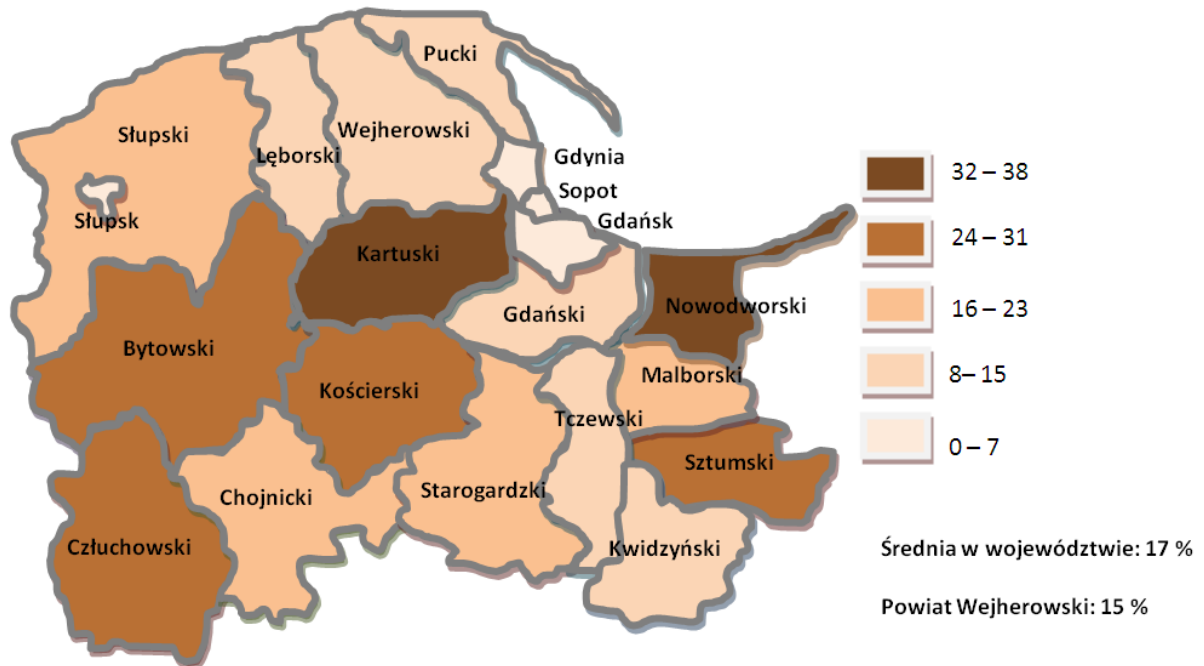 Pucki
Słupski
Wejherowski
Lęborski
Gdynia
Sopot
Słupsk
Gdańsk
Kartuski
Nowodworski
Gdański
Bytowski
Kościerski
Malborski
Tczewski
Sztumski
Chojnicki
Starogardzki
Człuchowski
Kwidzyński
32 – 38
24 – 31
16 – 23
8– 15
0 – 7
Średnia w województwie: 17 %
Powiat Wejherowski: 15 %